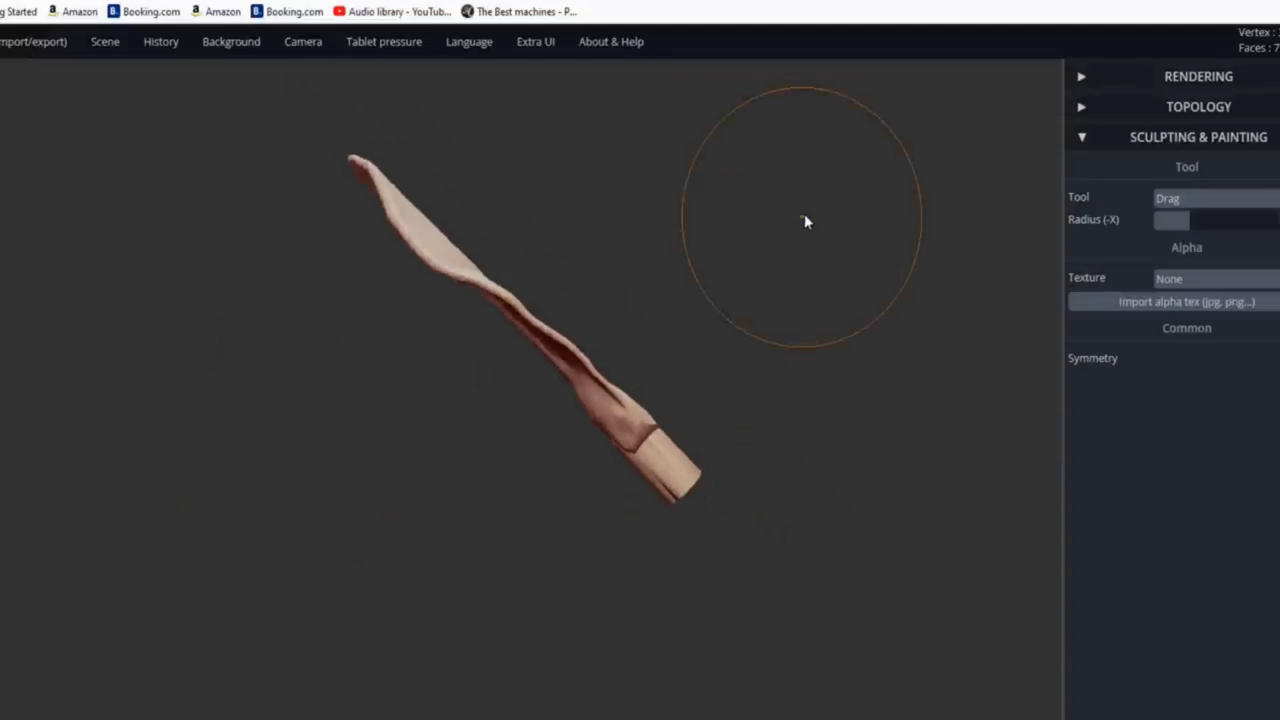 g Started Amazon Booking.com Amazon Booking.com Audio library - YouTub... The Best machines - P...
mport/export) Scene History Background Camera Tablet pressure Language Extra UI About & Help
Vertex :
Faces : 7
RENDERING
TOPOLOGY
SCULPTING & PAINTING
Tool
Tool Drag
Radius (-X)
Alpha
Texture None
Import alpha tex (jpg, png...)
Common
Symmetry